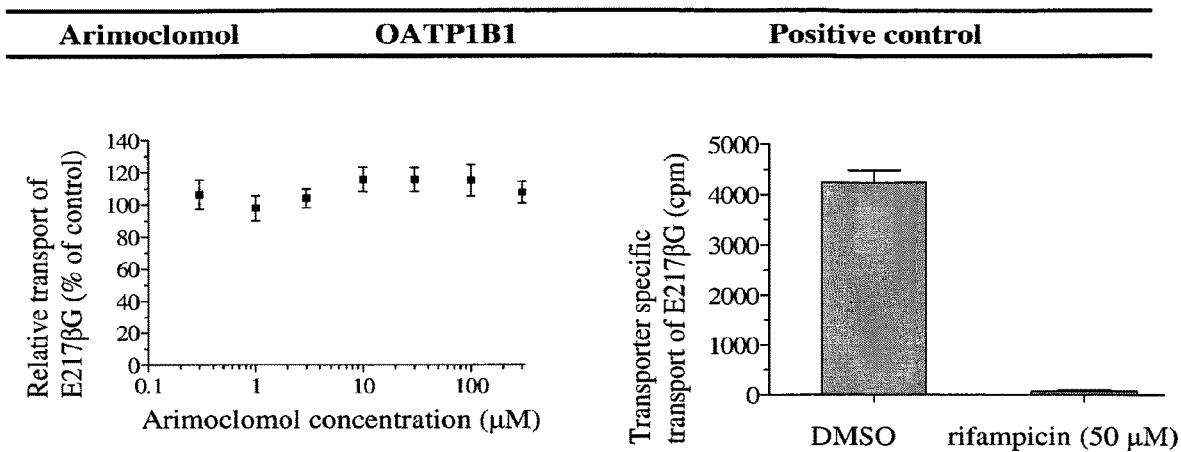 Arimoclomol OATP1B1 Positive control
Relative transport of
E217βG (% of control)
140
120
100
80
60
40
20
0
0.1 1 10 100
Arimoclomol concentration (μM)
Transporter specific
transport of E217βG (cpm)
5000
4000
3000
2000
1000
0
DMSO rifampicin (50 μM)